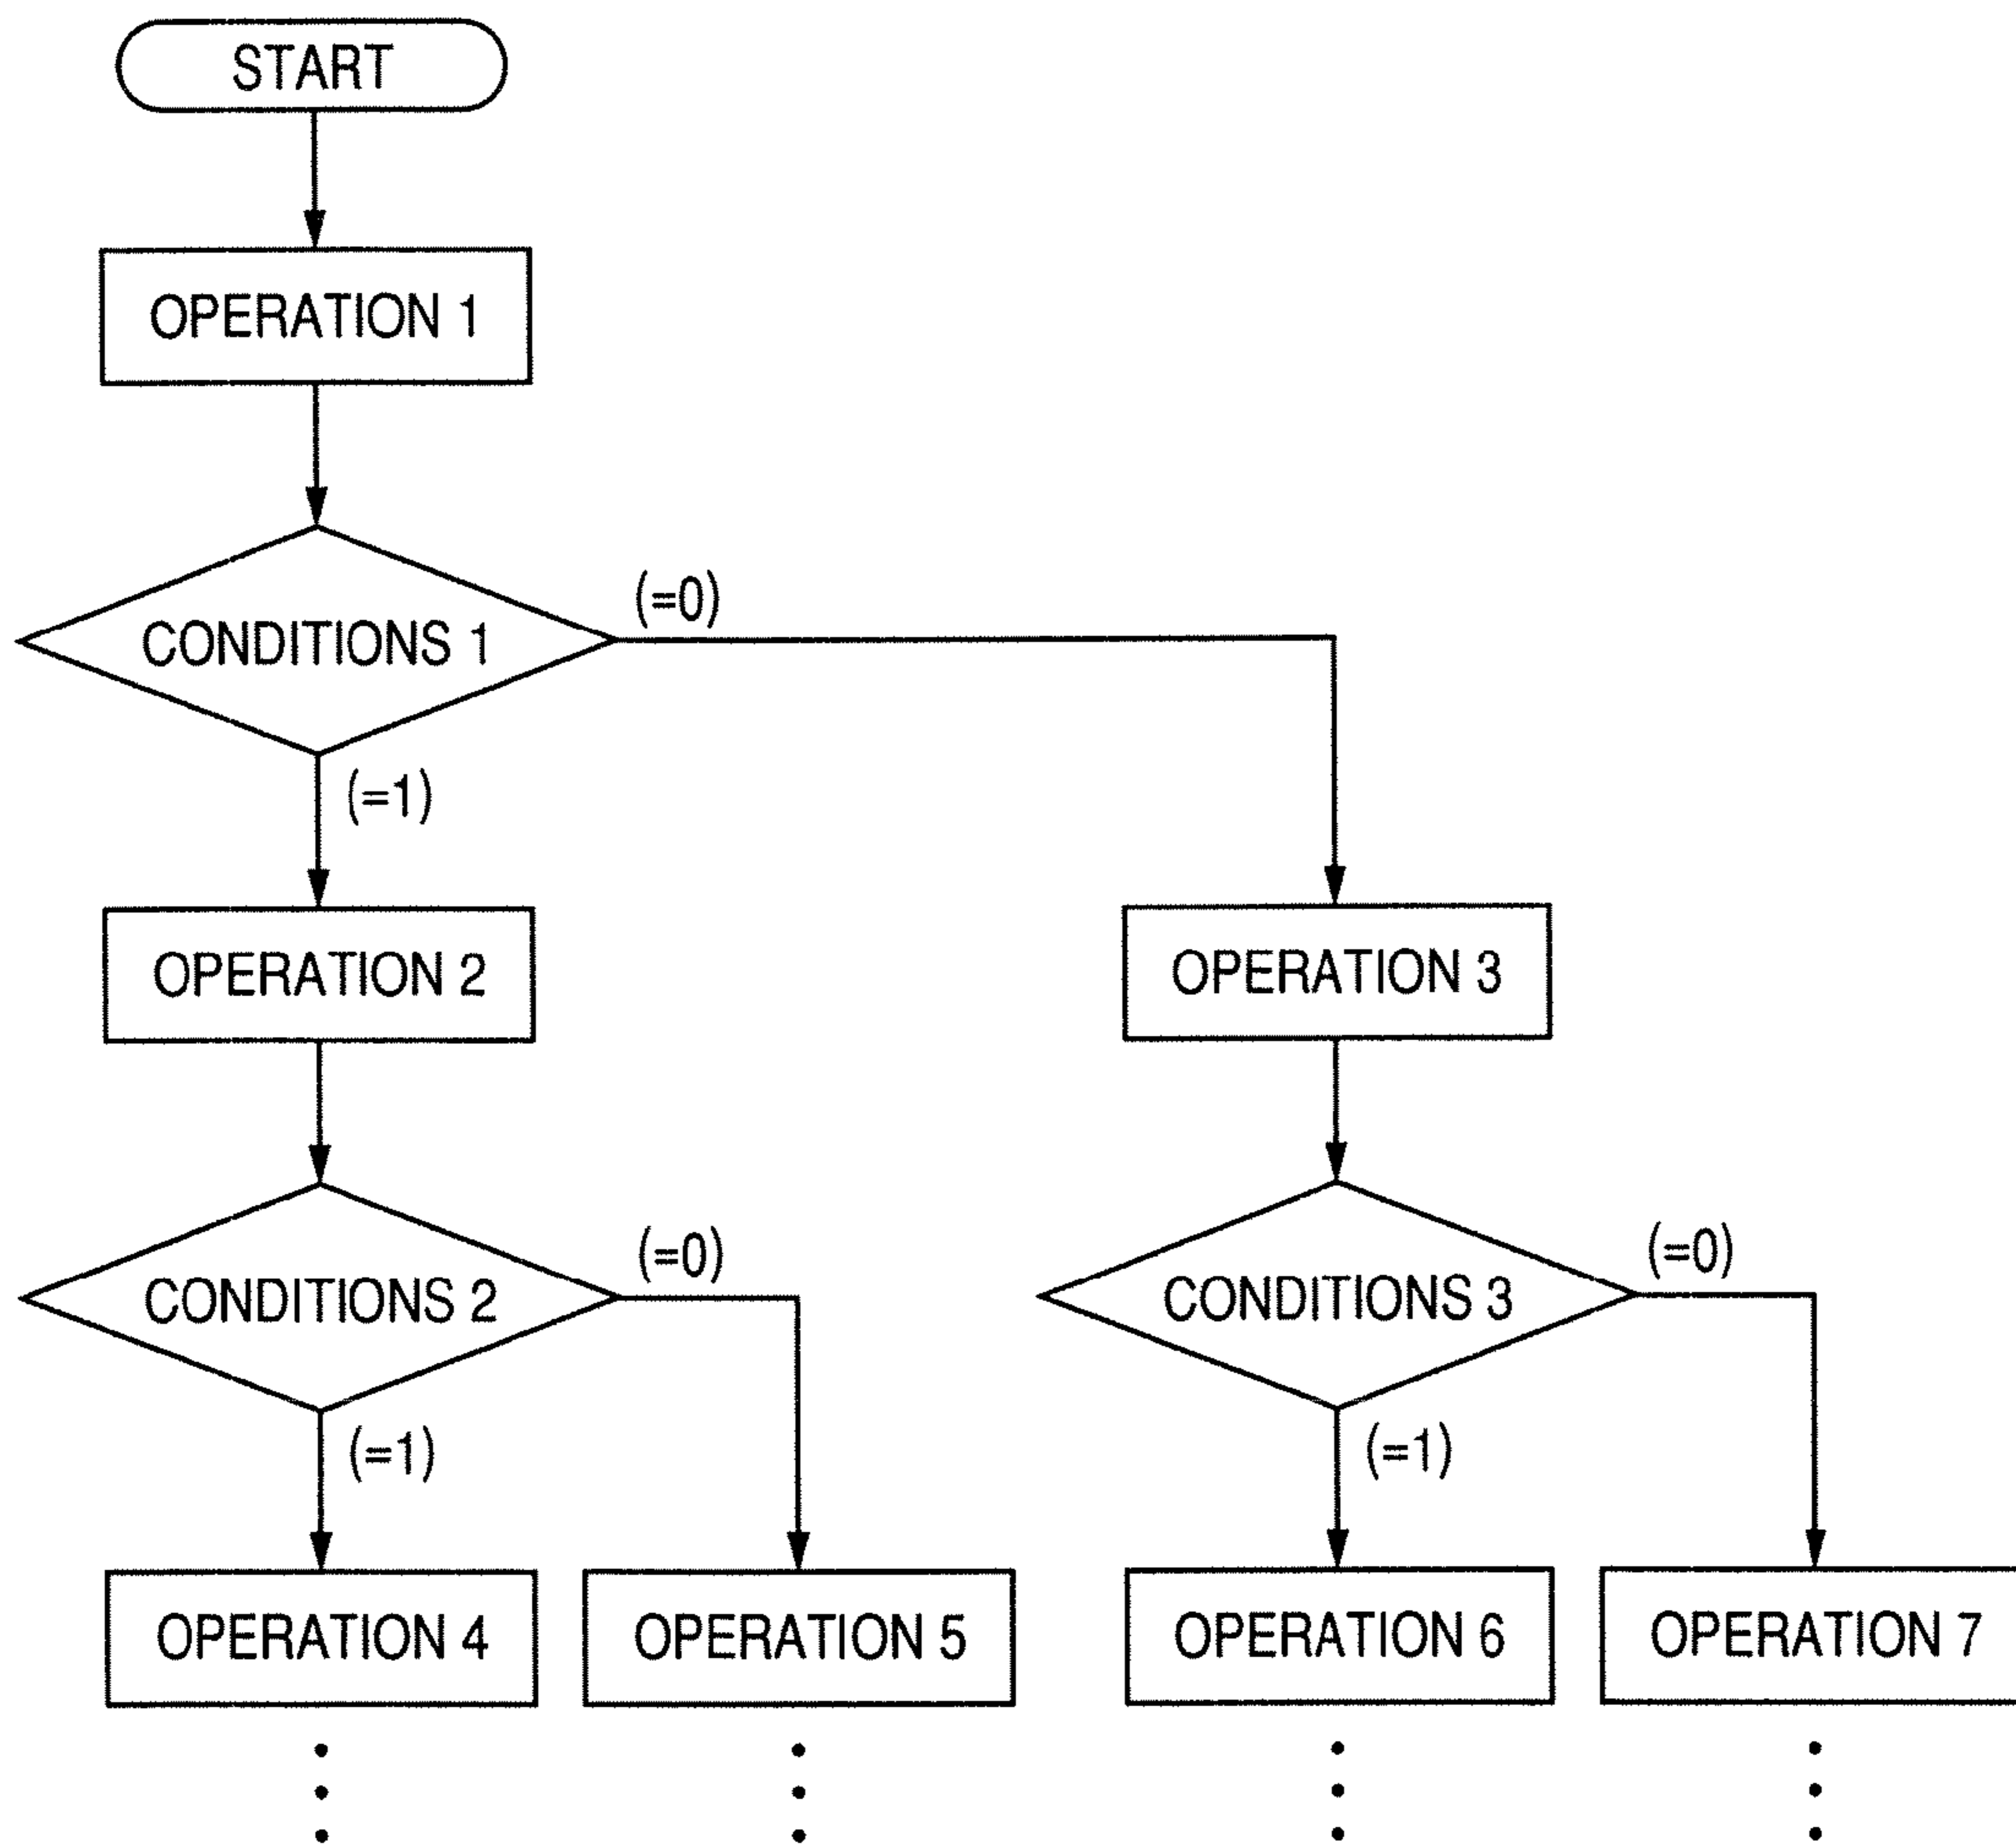 START
OPERATION 1
CONDITIONS 1
(=0)
(=1)
OPERATION 2
OPERATION 3
CONDITIONS 2
(=0)
CONDITIONS 3
(=0)
(=1)
(=1)
OPERATION 4
OPERATION 5
OPERATION 6
OPERATION 7